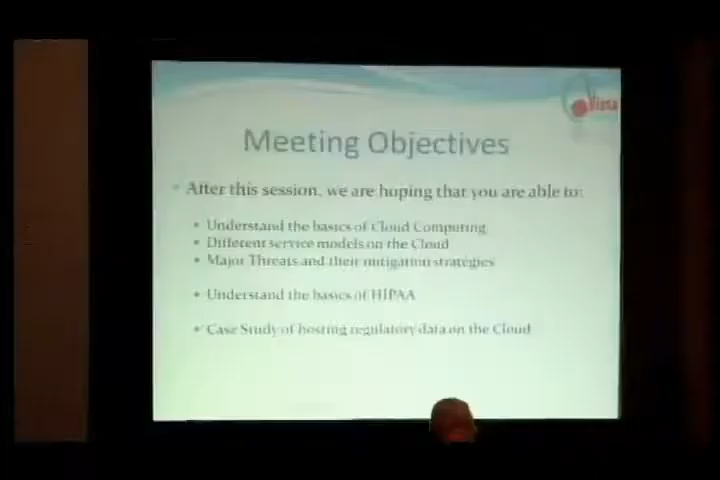 Meeting Objectives
After this session, we are hoping that you are able to:
Understand the basics of Cloud Computing
Different service models on the Cloud
Major Threats and their mitigation strategies
Understand the basics of HIPAA
Case Study of hosting regulatory data on the Cloud